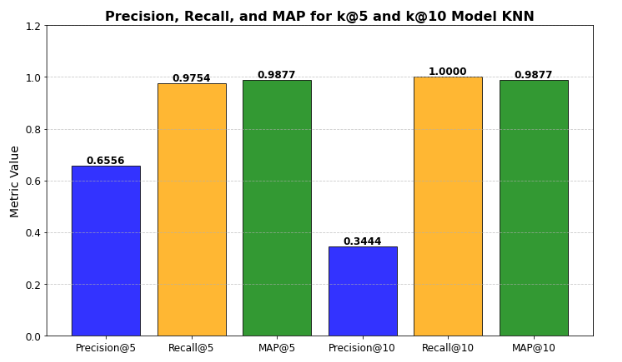 Precision, Recall, and MAP for k@5 and k@10 Model KNN
Metric Value
1.2
1.0
0.8
0.6
0.4
0.2
0.0
0.6556
0.9754
0.9877
0.3444
1.0000
0.9877
Precision@5
Recall@5
MAP@5
Precision@10
Recall@10
MAP@10